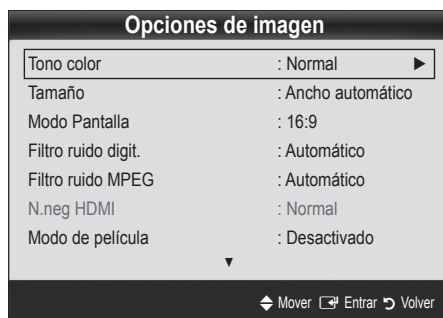 Opciones de imagen
Tono color : Normal ▶
Tamaño : Ancho automático
Modo Pantalla : 16:9
Filtro ruido digit. : Automático
Filtro ruido MPEG : Automático
N.neg HDMI : Normal
Modo de película : Desactivado
▼
Mover Entrar Volver